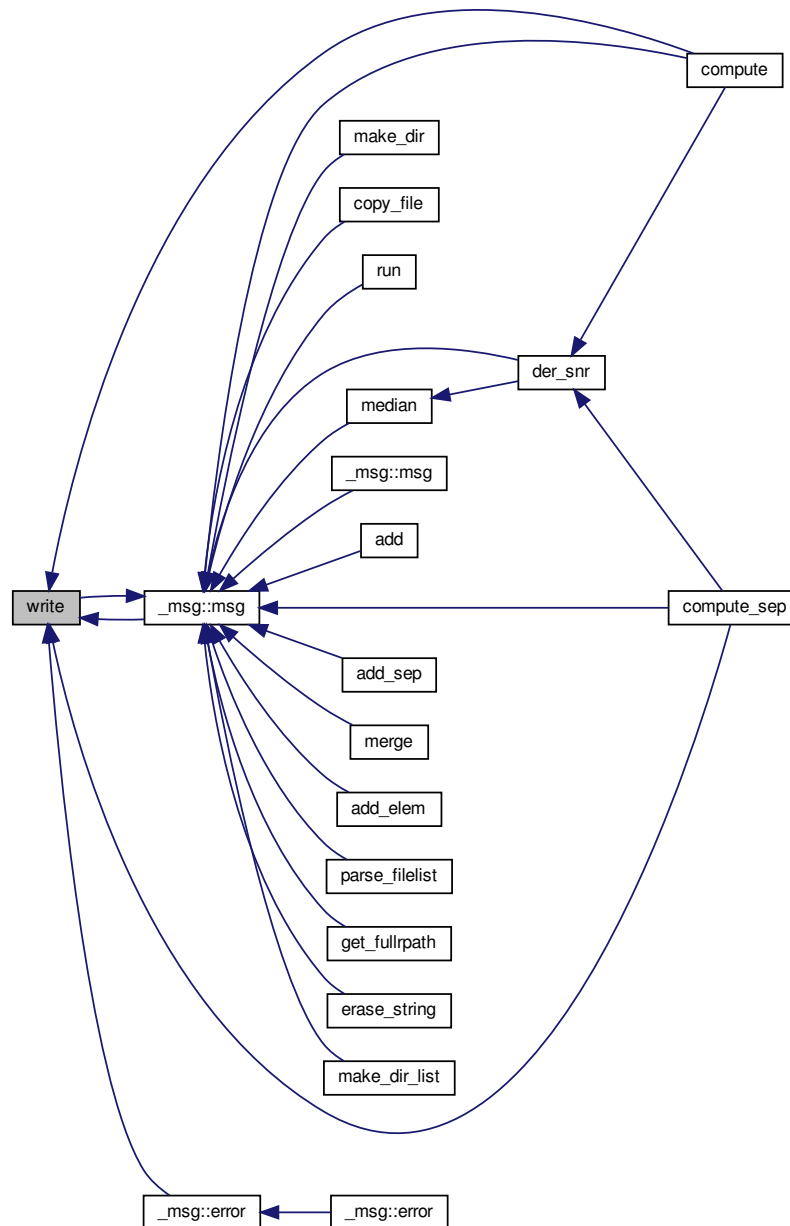 compute
make_dir
copy_file
run
der_snr
median
_msg::msg
add
write
_msg::msg
compute_sep
add_sep
merge
add_elem
parse_filelist
get_fullrpath
erase_string
make_dir_list
_msg::error
_msg::error